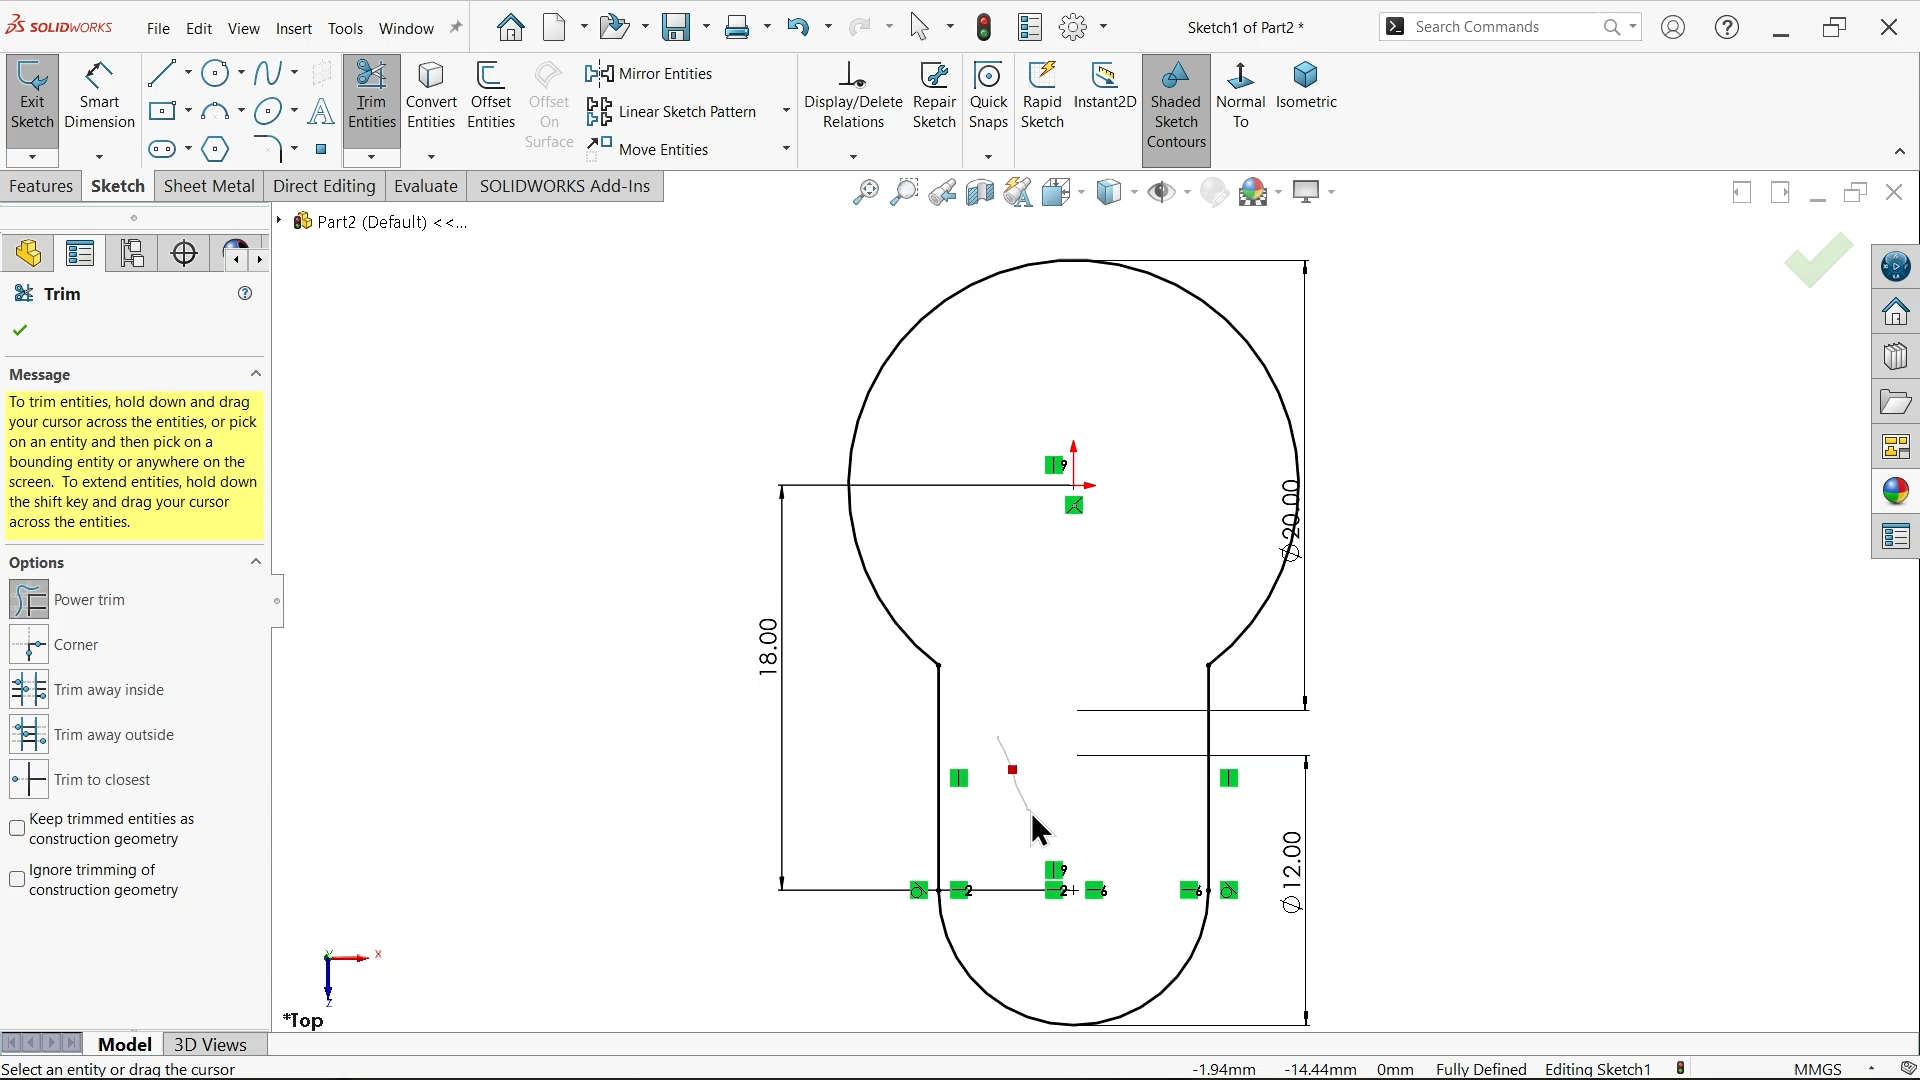 SOLIDWORKS
File Edit View Insert Tools Window
Sketch1 of Part2 *
Search Commands
Exit Sketch
Smart Dimension
Trim Entities
Convert Entities
Offset Entities
Offset On Surface
Mirror Entities
Linear Sketch Pattern
Move Entities
Display/Delete Relations
Repair Sketch
Quick Snaps
Rapid Sketch
Instant2D
Shaded Sketch Contours
Normal To
Isometric
Features Sketch Sheet Metal Direct Editing Evaluate SOLIDWORKS Add-Ins
Part2 (Default) <<...
Trim
Message
To trim entities, hold down and drag
your cursor across the entities, or pick
on an entity and then pick on a
bounding entity or anywhere on the
screen. To extend entities, hold down
the shift key and drag your cursor
across the entities.
Options
Power trim
Corner
Trim away inside
Trim away outside
Trim to closest
Keep trimmed entities as
construction geometry
Ignore trimming of
construction geometry
9
∅20.00
18.00
9
2 2 6 6
∅12.00
Y X
Z
*Top
Model 3D Views
Select an entity or drag the cursor
-1.94mm -14.44mm 0mm Fully Defined Editing Sketch1 MMGS